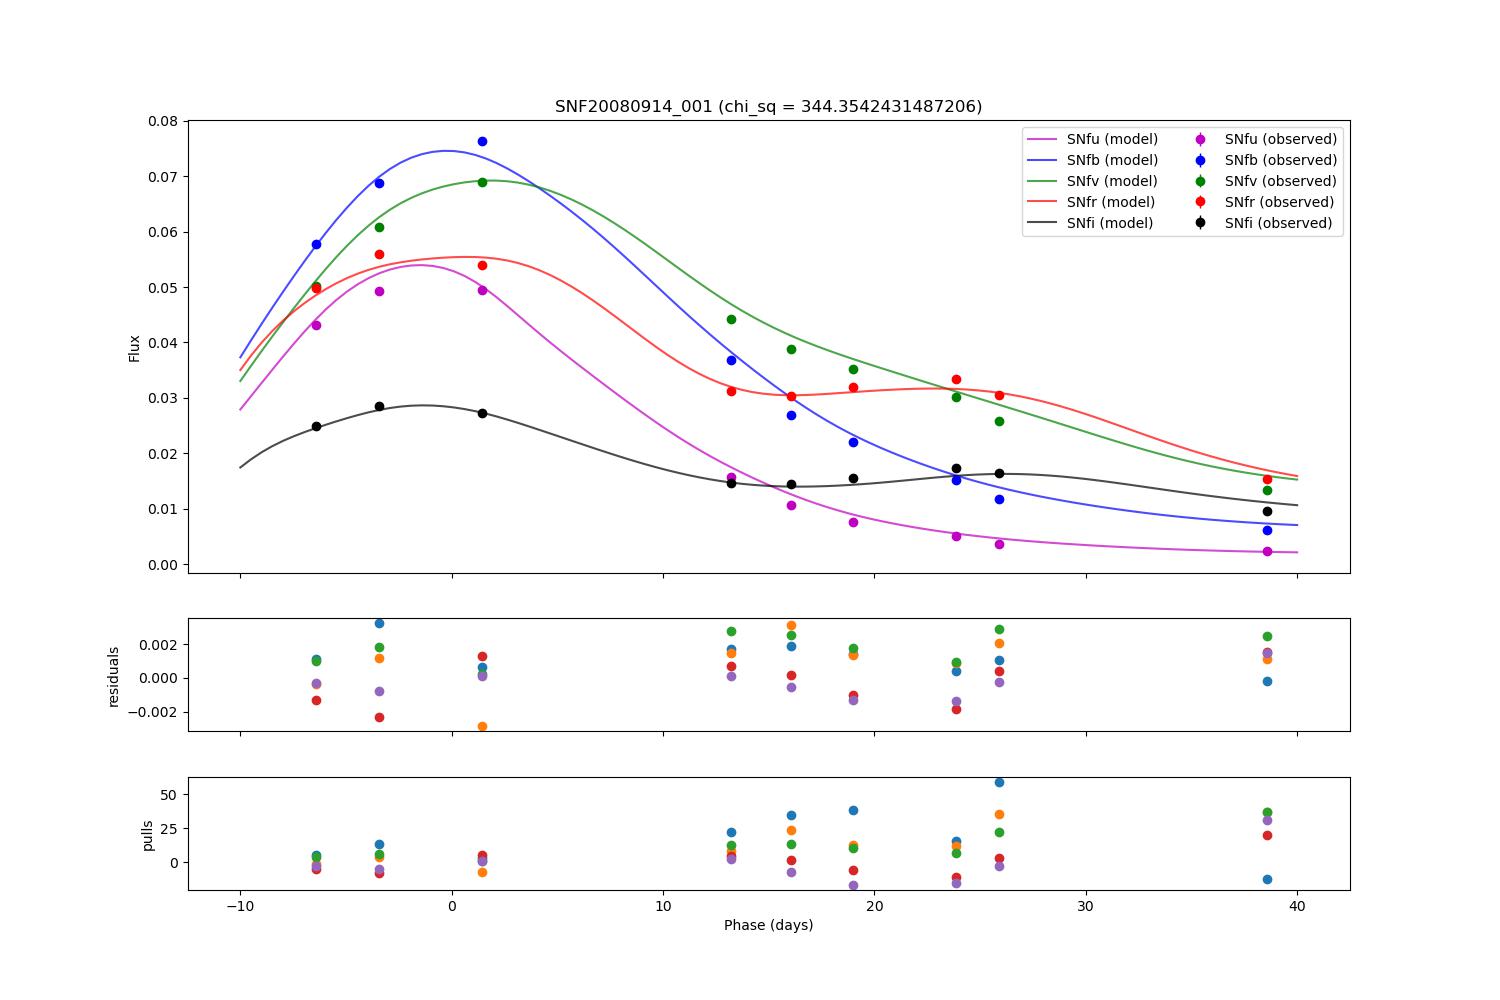 SNF20080914_001 (chi_sq = 344.3542431487206)
0.08
0.07
0.06
0.05
0.04
0.03
0.02
0.01
0.00
Flux
SNfu (model) SNfu (observed)
SNfb (model) SNfb (observed)
SNfv (model) SNfv (observed)
SNfr (model) SNfr (observed)
SNfi (model) SNfi (observed)
0.002
0.000
−0.002
residuals
50
25
0
pulls
−10 0 10 20 30 40
Phase (days)